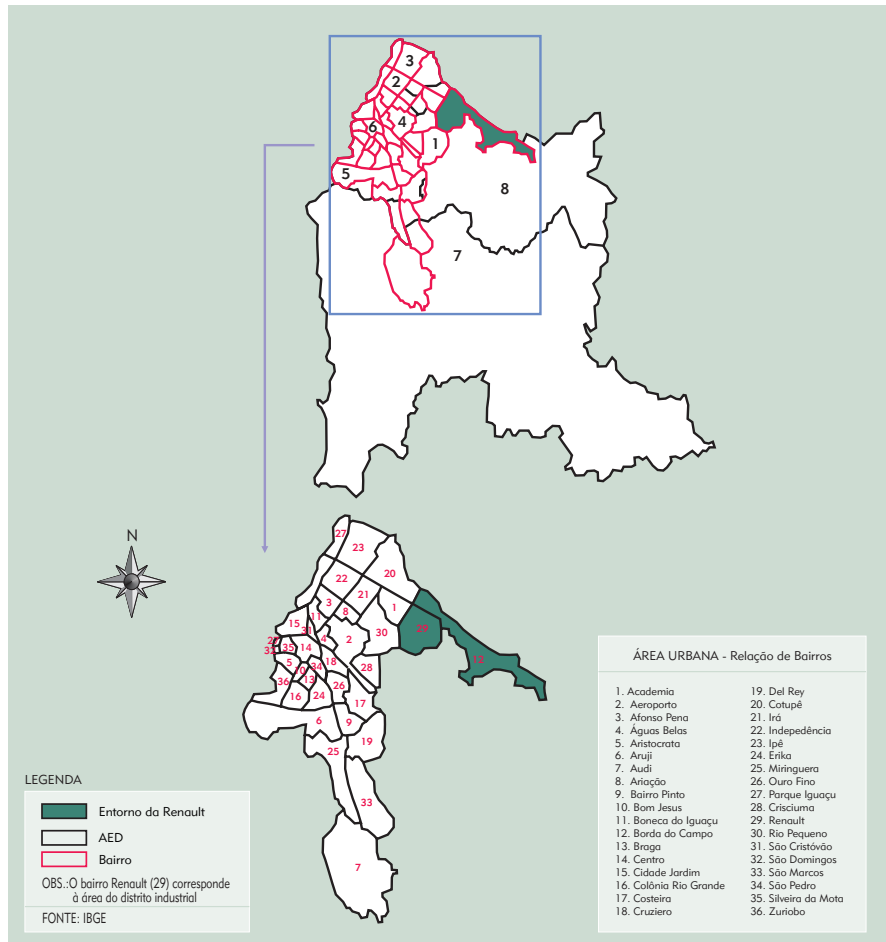 3
2
4
6
1
5
8
7
N
27
23
20
22
21
3
1
11
8
15
31
29
4
2
30
35
14
32
5
18
34
28
12
10
13
36
26
16
24
17
6
9
19
25
33
7
LEGENDA
Entorno da Renault
AED
Bairro
OBS.:O bairro Renault (29) corresponde
à área do distrito industrial
FONTE: IBGE
ÁREA URBANA - Relação de Bairros
1. Academia
2. Aeroporto
3. Afonso Pena
4. Águas Belas
5. Aristocrata
6. Aruji
7. Audi
8. Ariação
9. Bairro Pinto
10. Bom Jesus
11. Boneca do Iguaçu
12. Borda do Campo
13. Braga
14. Centro
15. Cidade Jardim
16. Colônia Rio Grande
17. Costeira
18. Cruziero
19. Del Rey
20. Cotupê
21. Irá
22. Indepedência
23. Ipê
24. Erika
25. Miringuera
26. Ouro Fino
27. Parque Iguaçu
28. Crisciuma
29. Renault
30. Rio Pequeno
31. São Cristóvão
32. São Domingos
33. São Marcos
34. São Pedro
35. Silveira da Mota
36. Zuriobo